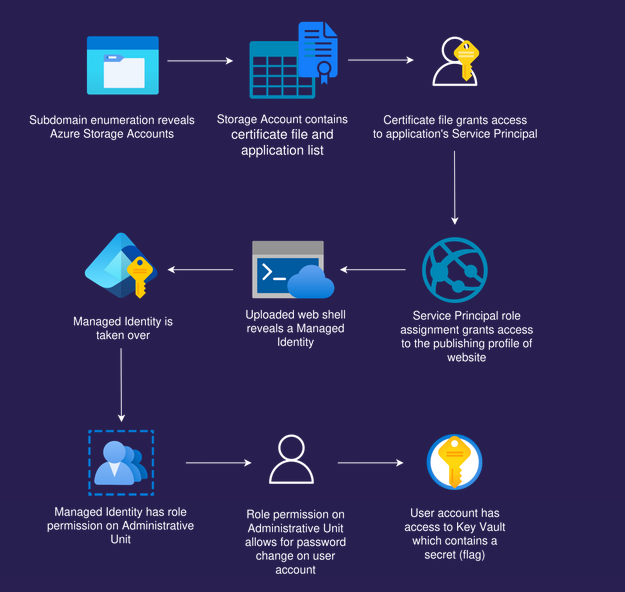 Subdomain enumeration reveals
Azure Storage Accounts
Storage Account contains
certificate file and
application list
Certificate file grants access
to application's Service Principal
Managed Identity is
taken over
Uploaded web shell
reveals a Managed
Identity
Service Principal role
assignment grants access
to the publishing profile of
website
Managed Identity has role
permission on Administrative
Unit
Role permission on
Administrative Unit
allows for password
change on user
account
User account has
access to Key Vault
which contains a
secret (flag)